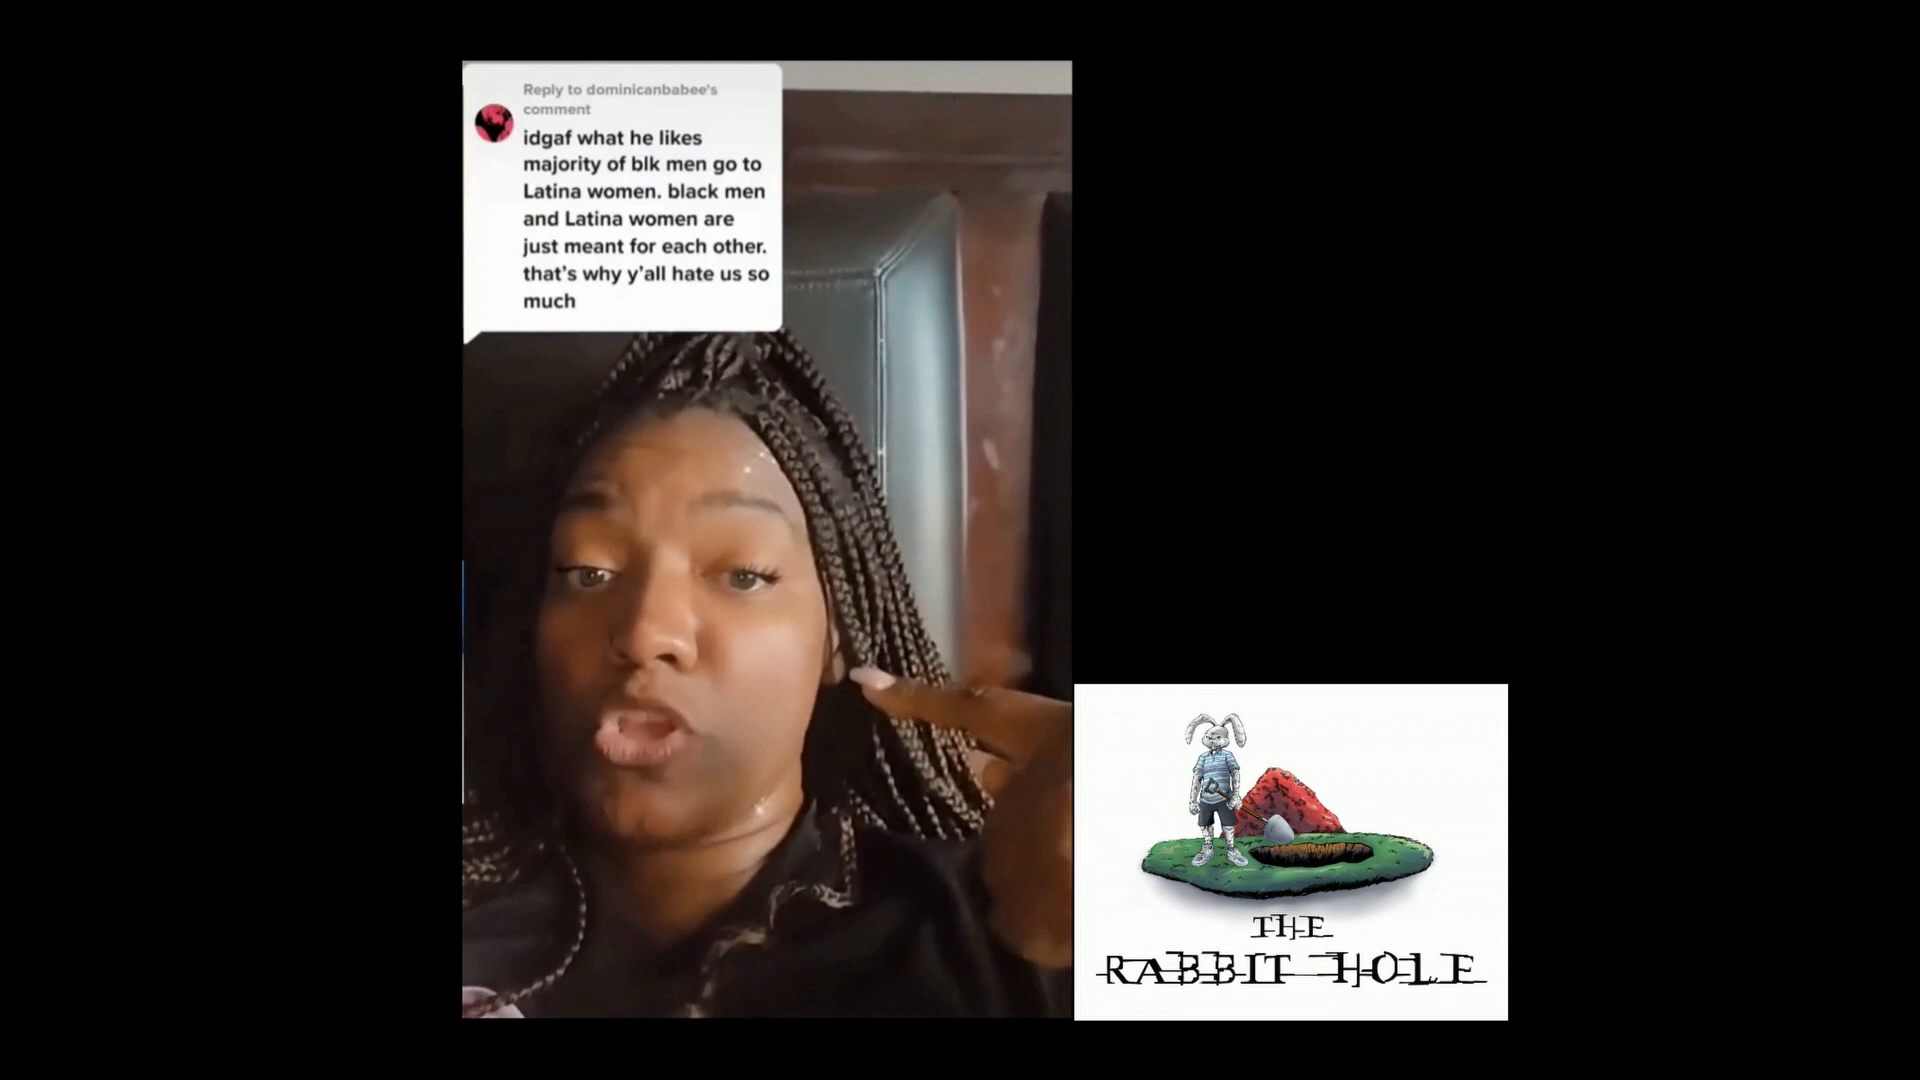 Reply to dominicanbabee's
comment
idgaf what he likes
majority of blk men go to
Latina women. black men
and Latina women are
just meant for each other.
that's why y'all hate us so
much
THE
RABBIT HOLE